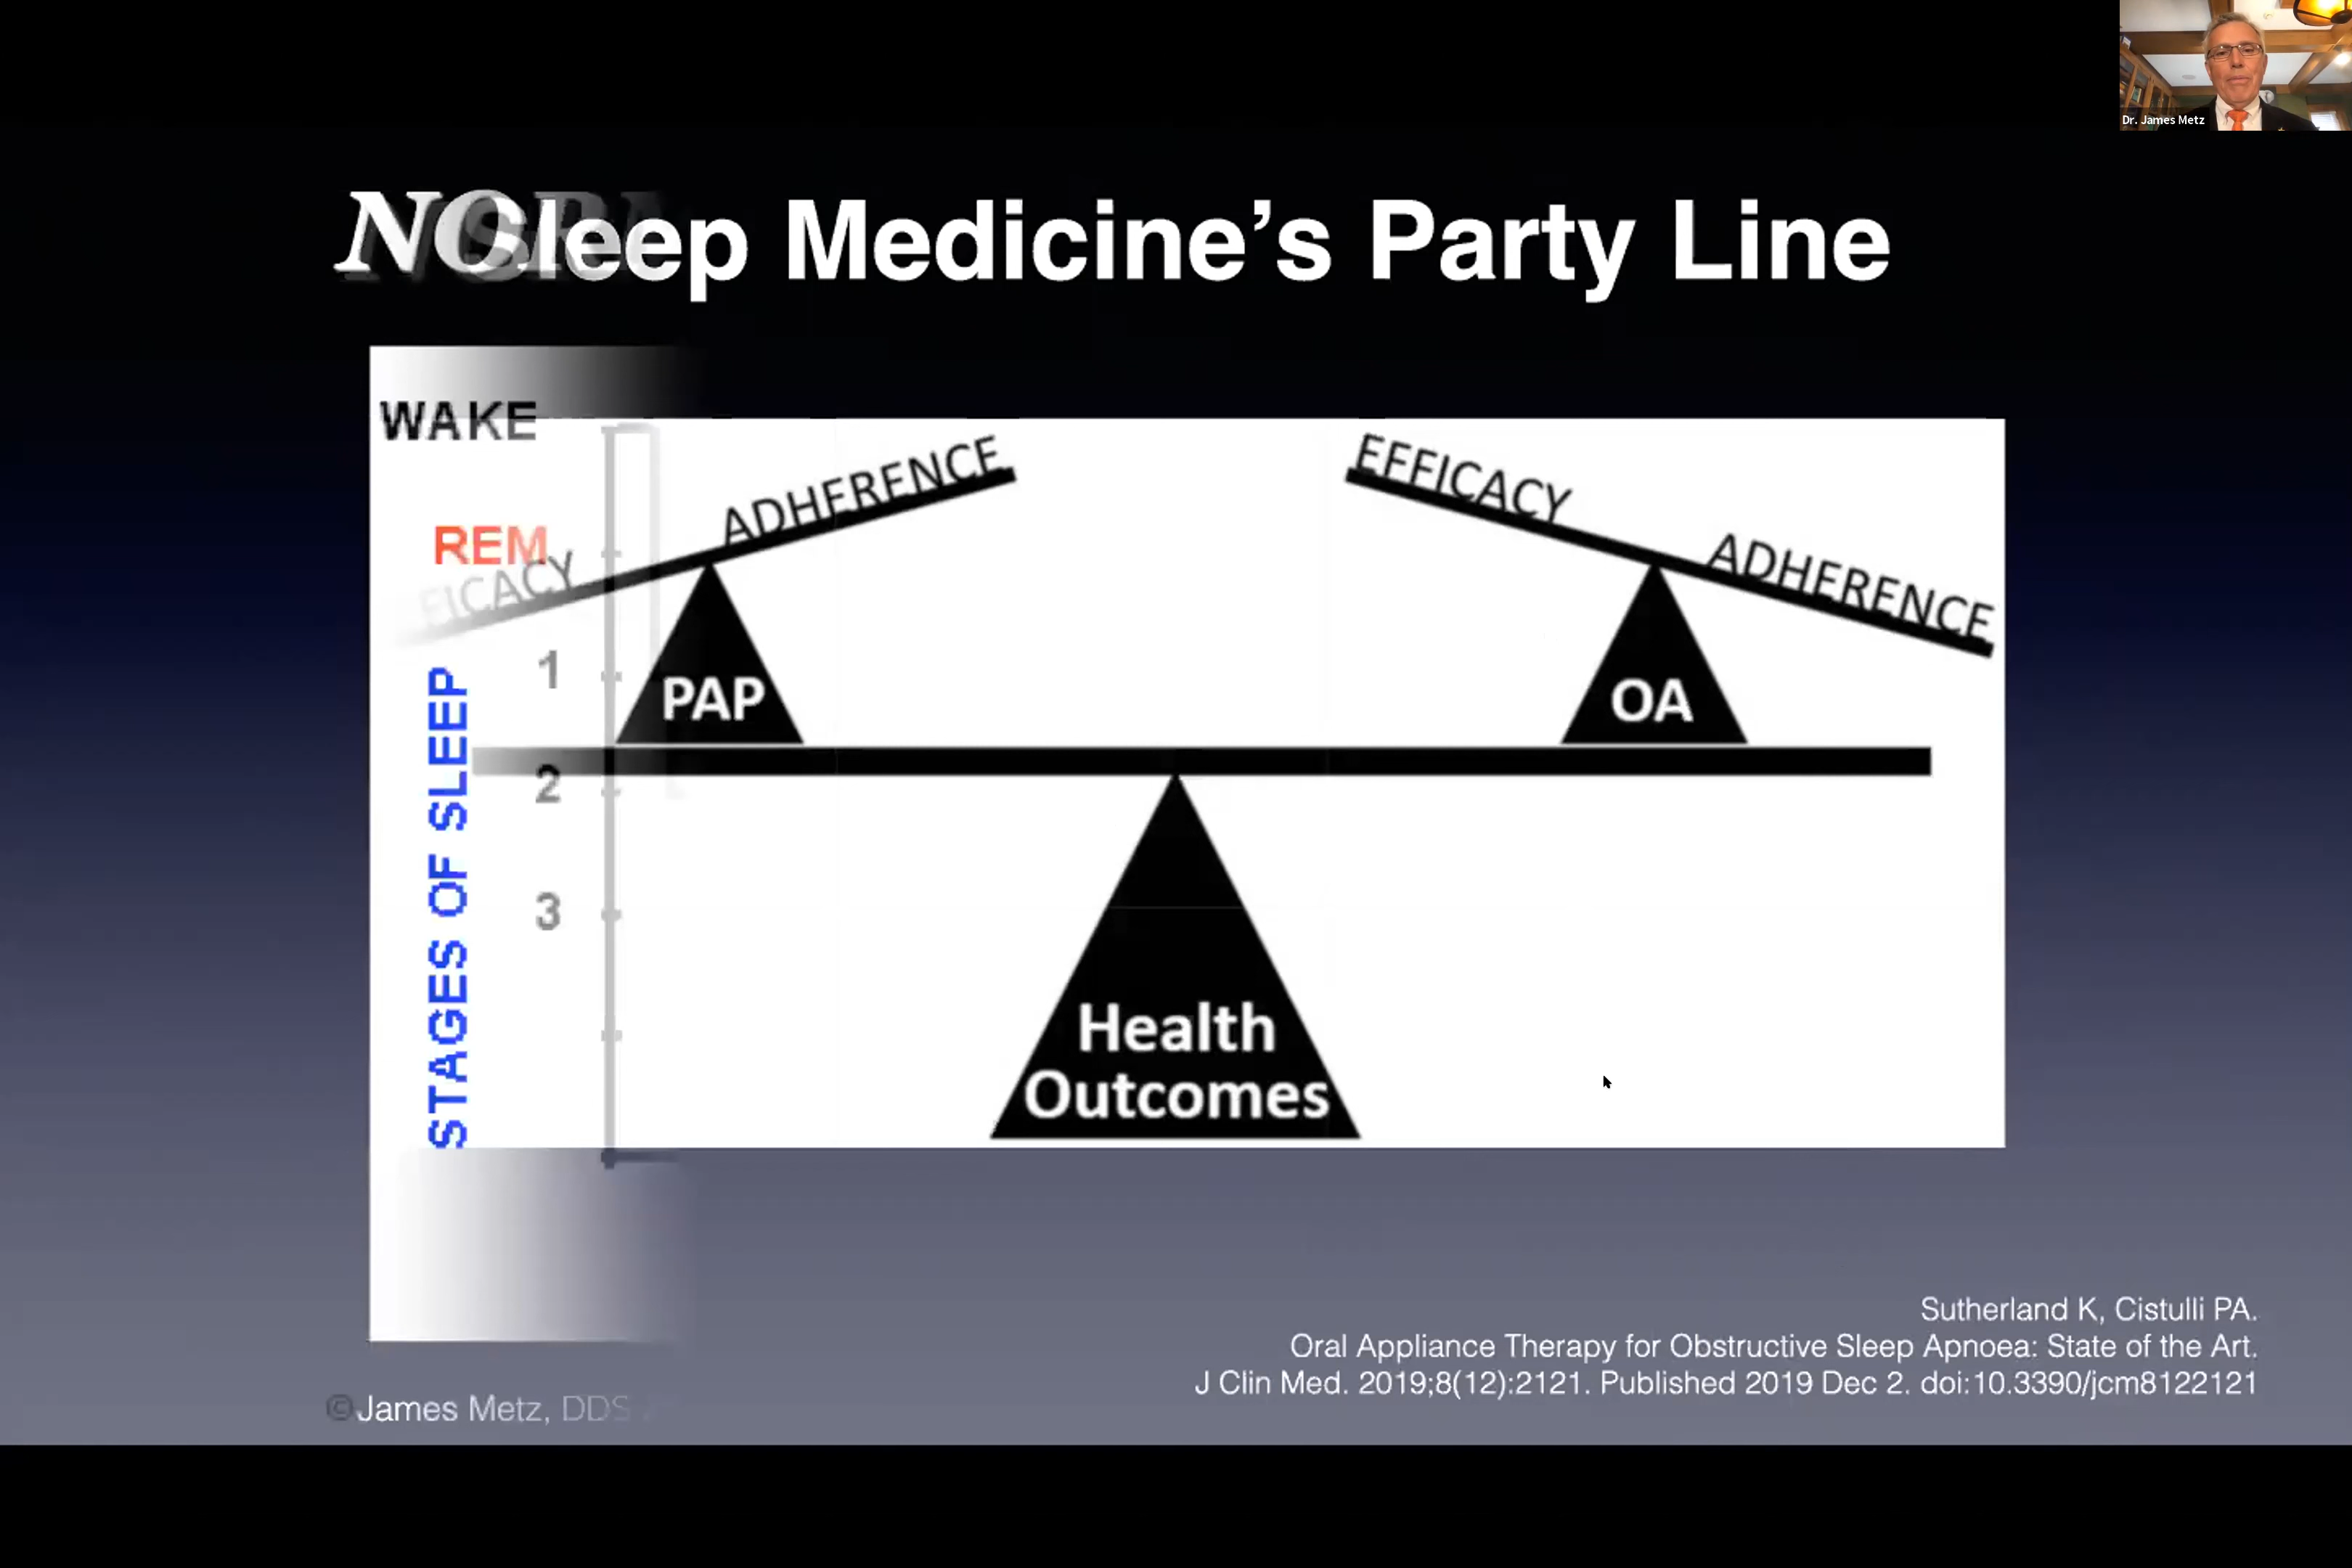 Dr. James Metz
Sleep Medicine’s Party Line
WAKE
REM
1
2
3
STAGES OF SLEEP
ADHERENCE
PAP
EFFICACY
ADHERENCE
OA
Health
Outcomes
Sutherland K, Cistulli PA.
Oral Appliance Therapy for Obstructive Sleep Apnoea: State of the Art.
J Clin Med. 2019;8(12):2121. Published 2019 Dec 2. doi:10.3390/jcm8122121
©James Metz, DDS